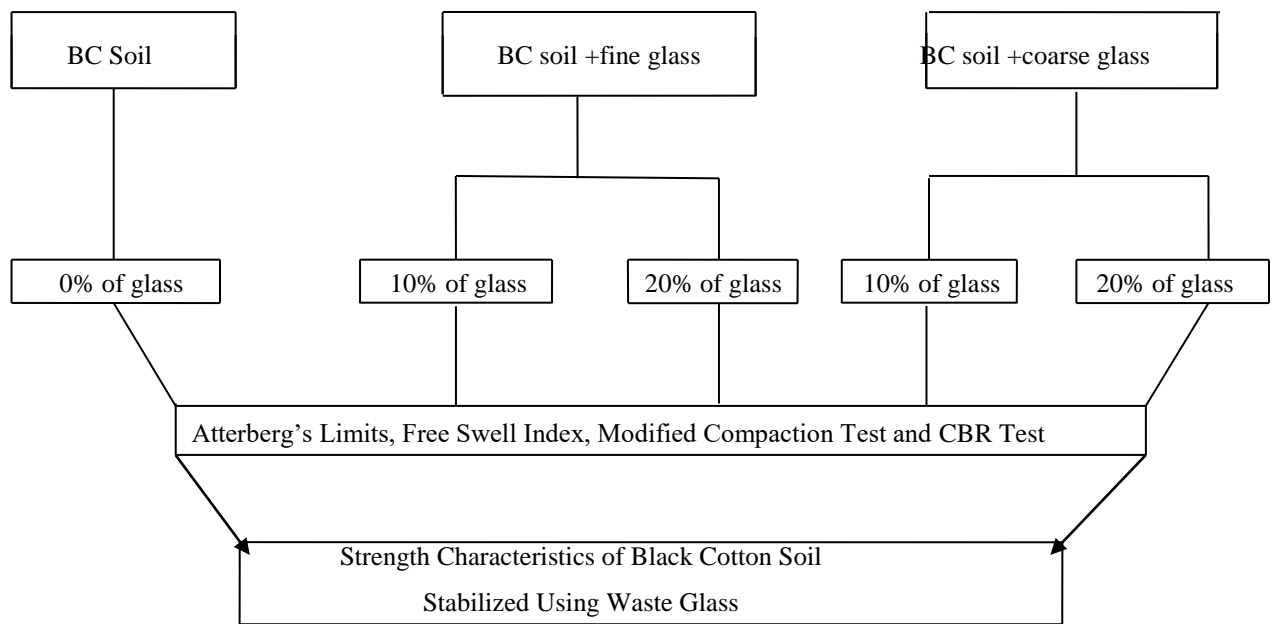 BC Soil
BC soil +fine glass
BC soil +coarse glass
0% of glass
10% of glass
20% of glass
10% of glass
20% of glass
Atterberg’s Limits, Free Swell Index, Modified Compaction Test and CBR Test
Strength Characteristics of Black Cotton Soil
Stabilized Using Waste Glass